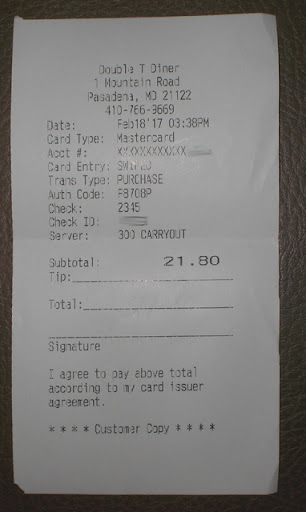 Double T Diner
1 Mountain Road
Pasadena, MD 21122
410-766-9669
Date: Feb18'17 03:38PM
Card Type: Mastercard
Acct #: XXXXXXXXXXX
Card Entry: SWIPED
Trans Type: PURCHASE
Auth Code: F8708P
Check: 2345
Check ID:
Server: 300 CARRYOUT
Subtotal: 21.80
Tip:
Total:
Signature
I agree to pay above total
according to my card issuer
agreement.
* * * * Customer Copy * * * *